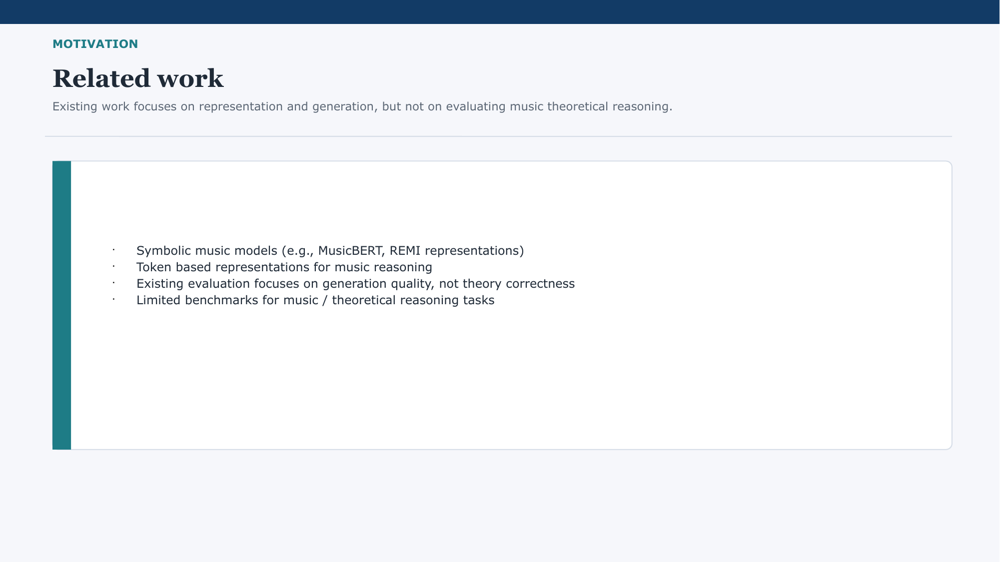 MOTIVATION
Related work
Existing work focuses on representation and generation, but not on evaluating music theoretical reasoning.
· Symbolic music models (e.g., MusicBERT, REMI representations)
· Token based representations for music reasoning
· Existing evaluation focuses on generation quality, not theory correctness
· Limited benchmarks for music / theoretical reasoning tasks